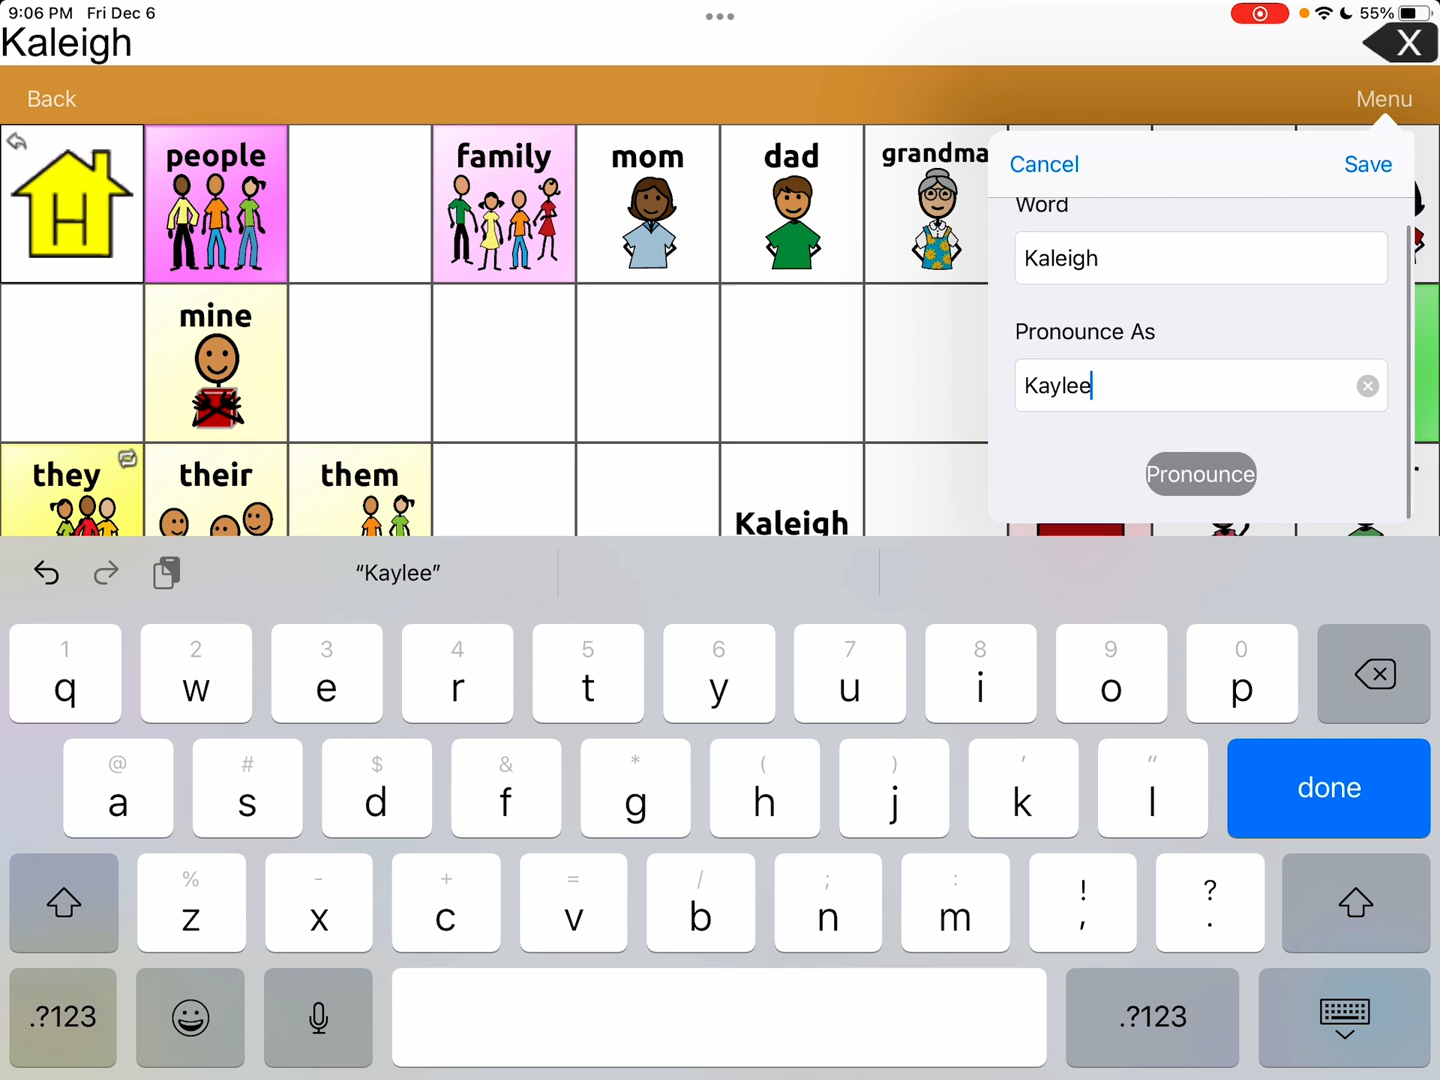 9:06 PM Fri Dec 6
55%
Kaleigh
X
Back
Menu
H
people
family
mom
dad
grandma
Cancel
Save
Word
Kaleigh
mine
Pronounce As
Kaylee
they
their
them
Kaleigh
Pronounce
“Kaylee”
1 2 3 4 5 6 7 8 9 0
q w e r t y u i o p
@ # $ & * ( ) ' "
a s d f g h j k l
done
% - + = / ; : ! ?
z x c v b n m , .
.?123
.?123